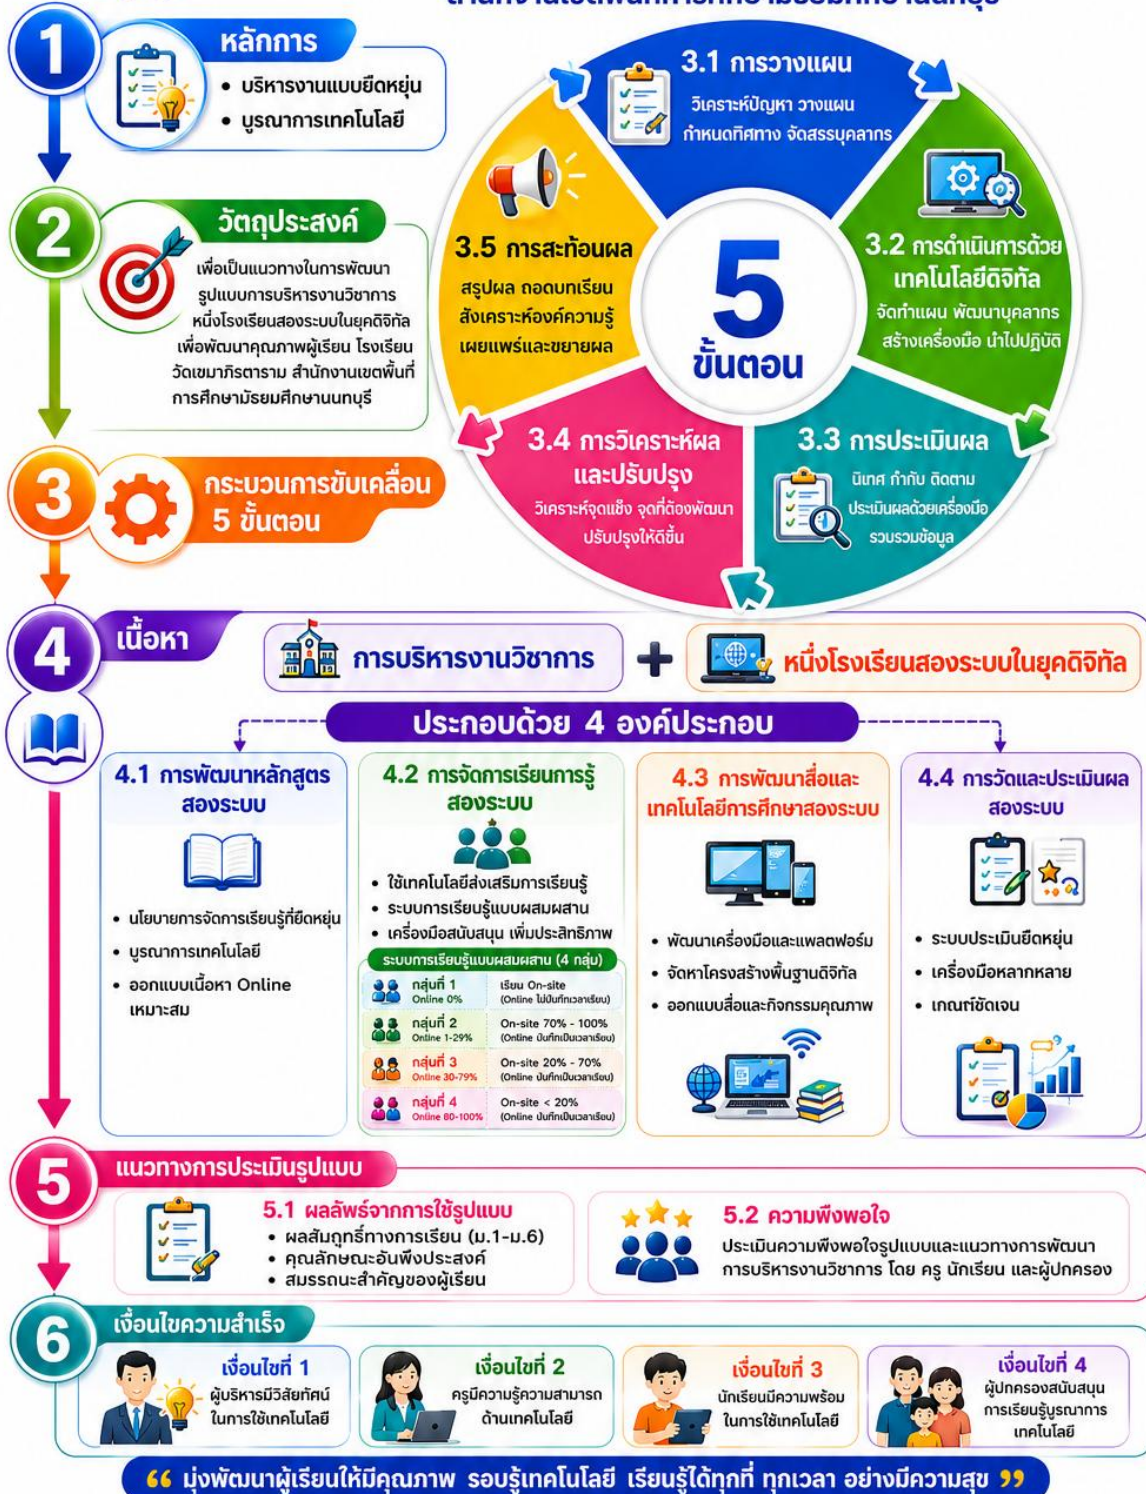 1
หลักการ
• บริหารงานแบบยืดหยุ่น
• บูรณาการเทคโนโลยี
2
วัตถุประสงค์
เพื่อเป็นแนวทางในการพัฒนา
รูปแบบการบริหารงานวิชาการ
หนึ่งโรงเรียนสองระบบในยุคดิจิทัล
เพื่อพัฒนาคุณภาพผู้เรียน โรงเรียน
วัดเขมาภิรตาราม สำนักงานเขตพื้นที่
การศึกษามัธยมศึกษานนทบุรี
3
กระบวนการขับเคลื่อน
5 ขั้นตอน
5
ขั้นตอน
3.1 การวางแผน
วิเคราะห์ปัญหา วางแผน
กำหนดทิศทาง จัดสรรบุคลากร
3.2 การดำเนินการด้วย
เทคโนโลยีดิจิทัล
จัดทำแผน พัฒนาบุคลากร
สร้างเครื่องมือ นำไปปฏิบัติ
3.3 การประเมินผล
นิเทศ กำกับ ติดตาม
ประเมินผลด้วยเครื่องมือ
รวบรวมข้อมูล
3.4 การวิเคราะห์ผล
และปรับปรุง
วิเคราะห์จุดแข็ง จุดที่ต้องพัฒนา
ปรับปรุงให้ดีขึ้น
3.5 การสะท้อนผล
สรุปผล ถอดบทเรียน
สังเคราะห์องค์ความรู้
เผยแพร่และขยายผล
4
เนื้อหา
การบริหารงานวิชาการ
+
หนึ่งโรงเรียนสองระบบในยุคดิจิทัล
ประกอบด้วย 4 องค์ประกอบ
4.1 การพัฒนาหลักสูตร
สองระบบ
• นโยบายการจัดการเรียนรู้ที่ยืดหยุ่น
• บูรณาการเทคโนโลยี
• ออกแบบเนื้อหา Online
เหมาะสม
4.2 การจัดการเรียนการรู้
สองระบบ
• ใช้เทคโนโลยีส่งเสริมการเรียนรู้
• ระบบการเรียนรู้แบบผสมผสาน
• เครื่องมือสนับสนุน เพิ่มประสิทธิภาพ
ระบบการเรียนรู้แบบผสมผสาน (4 กลุ่ม)
กลุ่มที่ 1 เรียน On-site
Online 0% (Online ไม่บันทึกเวลาเรียน)
กลุ่มที่ 2 On-site 70% - 100%
Online 1-29% (Online บันทึกเป็นเวลาเรียน)
กลุ่มที่ 3 On-site 20% - 70%
Online 30-79% (Online บันทึกเป็นเวลาเรียน)
กลุ่มที่ 4 On-site < 20%
Online 80-100% (Online บันทึกเป็นเวลาเรียน)
4.3 การพัฒนาสื่อและ
เทคโนโลยีการศึกษาสองระบบ
• พัฒนาเครื่องมือและแพลตฟอร์ม
• จัดหาโครงสร้างพื้นฐานดิจิทัล
• ออกแบบสื่อและกิจกรรมคุณภาพ
4.4 การวัดและประเมินผล
สองระบบ
• ระบบประเมินยืดหยุ่น
• เครื่องมือหลากหลาย
• เกณฑ์ชัดเจน
5
แนวทางการประเมินรูปแบบ
5.1 ผลลัพธ์จากการใช้รูปแบบ
• ผลสัมฤทธิ์ทางการเรียน (ม.1-ม.6)
• คุณลักษณะอันพึงประสงค์
• สมรรถนะสำคัญของผู้เรียน
5.2 ความพึงพอใจ
ประเมินความพึงพอใจรูปแบบและแนวทางการพัฒนา
การบริหารงานวิชาการ โดย ครู นักเรียน และผู้ปกครอง
6
เงื่อนไขความสำเร็จ
เงื่อนไขที่ 1
ผู้บริหารมีวิสัยทัศน์
ในการใช้เทคโนโลยี
เงื่อนไขที่ 2
ครูมีความรู้ความสามารถ
ด้านเทคโนโลยี
เงื่อนไขที่ 3
นักเรียนมีความพร้อม
ในการใช้เทคโนโลยี
เงื่อนไขที่ 4
ผู้ปกครองสนับสนุน
การเรียนรู้บูรณาการ
เทคโนโลยี
“ มุ่งพัฒนาผู้เรียนให้มีคุณภาพ รอบรู้เทคโนโลยี เรียนรู้ได้ทุกที่ ทุกเวลา อย่างมีความสุข ”